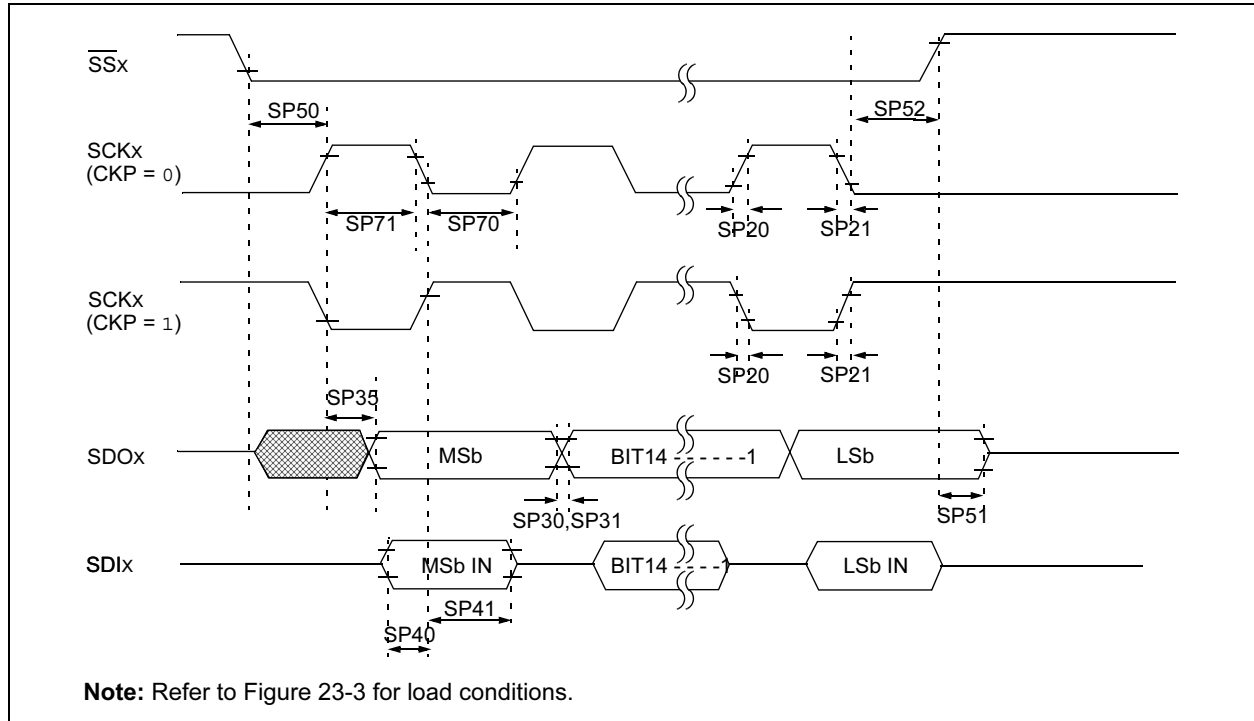 SSx
SP50
SP52
SCKx
(CKP = 0)
SP71
SP70
SP20
SP21
SCKx
(CKP = 1)
SP20
SP21
SP35
SDOx
MSb
BIT14 - - - - - -1
LSb
SP30,SP31
SP51
SDIx
MSb IN
BIT14 - - - - -1
LSb IN
SP41
SP40
Note: Refer to Figure 23-3 for load conditions.